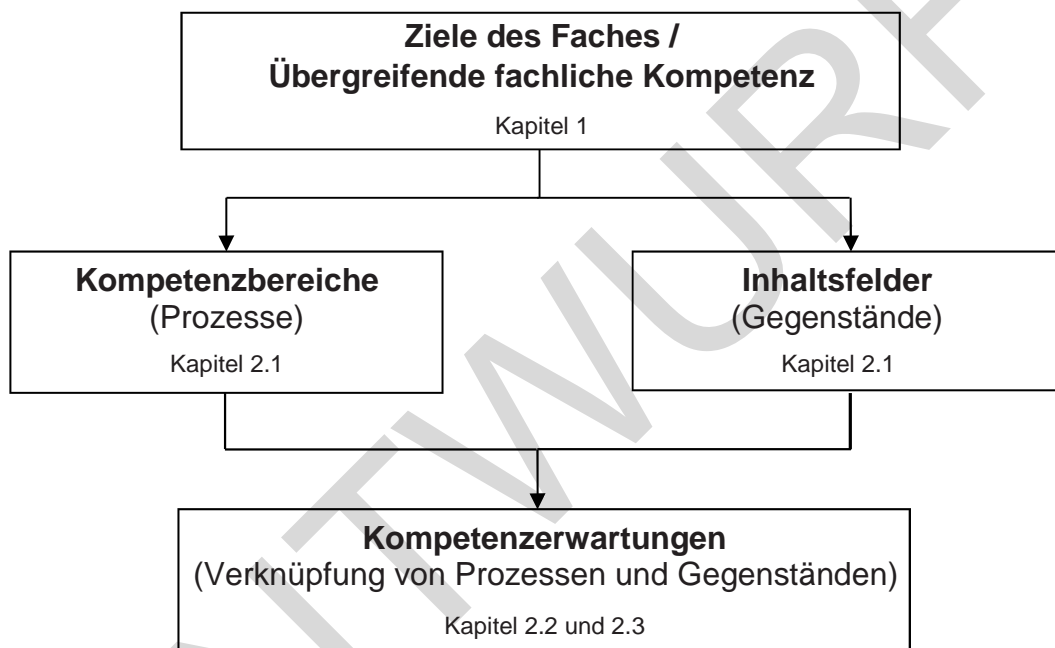 Ziele des Faches /
Übergreifende fachliche Kompetenz
Kapitel 1
Kompetenzbereiche
(Prozesse)
Kapitel 2.1
Inhaltsfelder
(Gegenstände)
Kapitel 2.1
Kompetenzerwartungen
(Verknüpfung von Prozessen und Gegenständen)
Kapitel 2.2 und 2.3